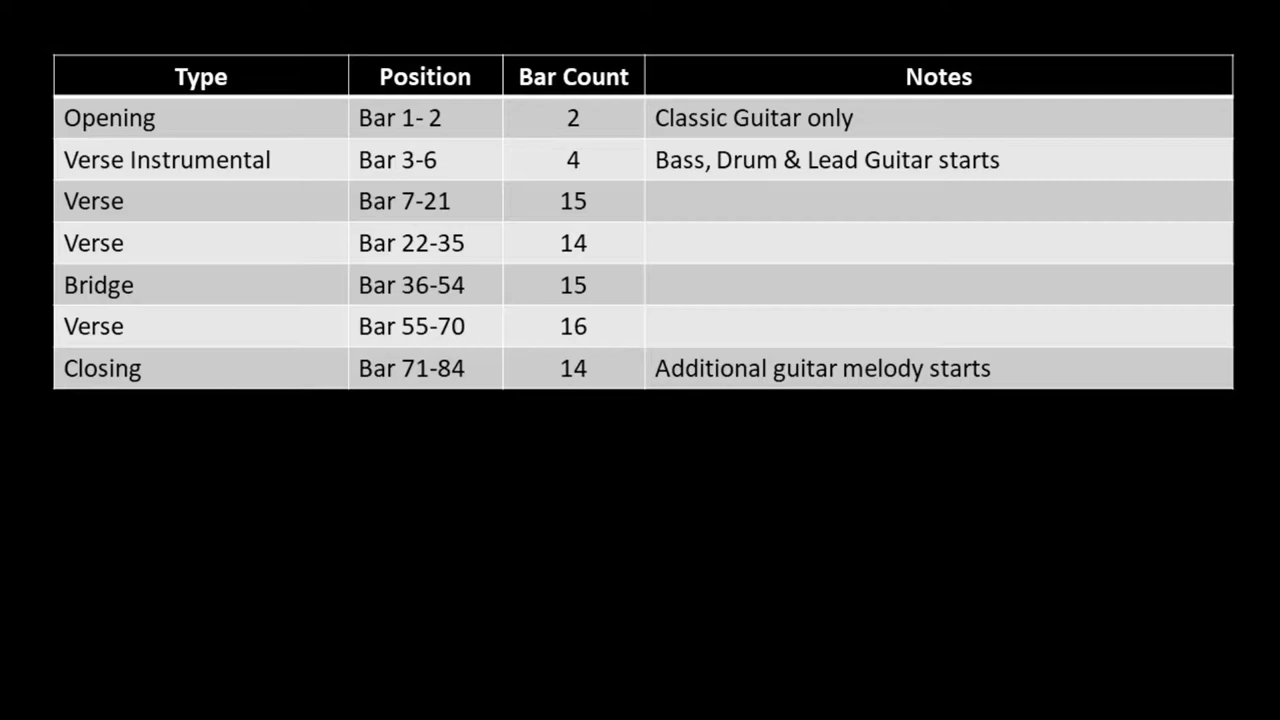 Type Position Bar Count Notes
Opening Bar 1- 2 2 Classic Guitar only
Verse Instrumental Bar 3-6 4 Bass, Drum & Lead Guitar starts
Verse Bar 7-21 15
Verse Bar 22-35 14
Bridge Bar 36-54 15
Verse Bar 55-70 16
Closing Bar 71-84 14 Additional guitar melody starts